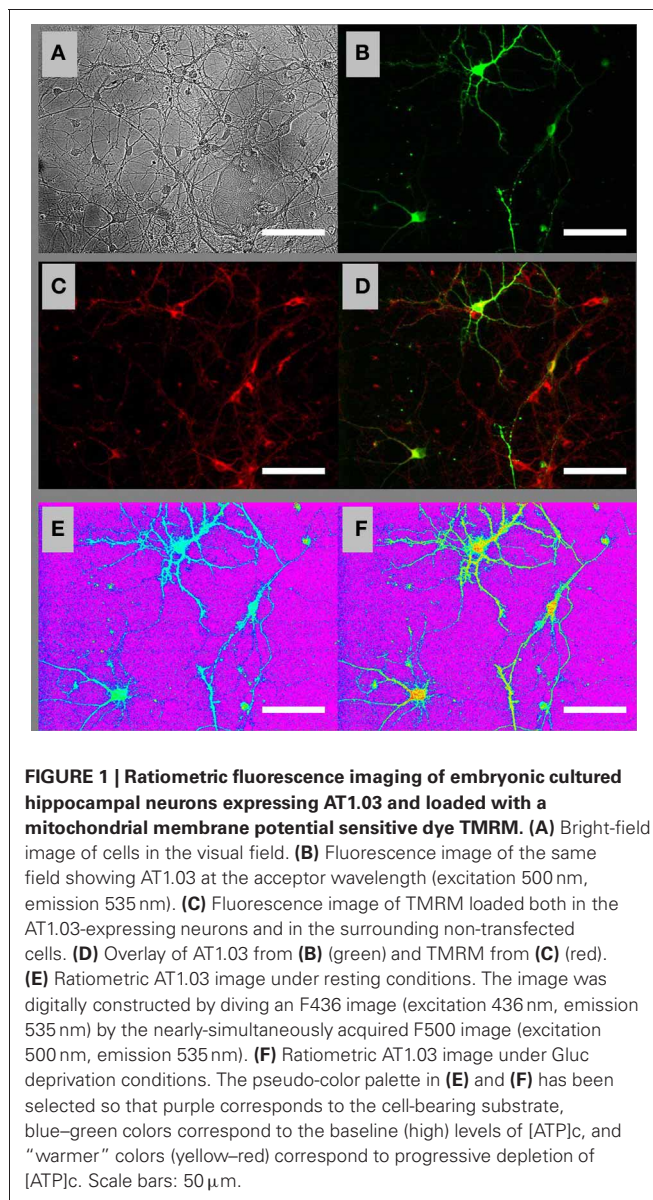 A
B
C
D
E
F
FIGURE 1 | Ratiometric fluorescence imaging of embryonic cultured
hippocampal neurons expressing AT1.03 and loaded with a
mitochondrial membrane potential sensitive dye TMRM. (A) Bright-field
image of cells in the visual field. (B) Fluorescence image of the same
field showing AT1.03 at the acceptor wavelength (excitation 500 nm,
emission 535 nm). (C) Fluorescence image of TMRM loaded both in the
AT1.03-expressing neurons and in the surrounding non-transfected
cells. (D) Overlay of AT1.03 from (B) (green) and TMRM from (C) (red).
(E) Ratiometric AT1.03 image under resting conditions. The image was
digitally constructed by diving an F436 image (excitation 436 nm, emission
535 nm) by the nearly-simultaneously acquired F500 image (excitation
500 nm, emission 535 nm). (F) Ratiometric AT1.03 image under Gluc
deprivation conditions. The pseudo-color palette in (E) and (F) has been
selected so that purple corresponds to the cell-bearing substrate,
blue–green colors correspond to the baseline (high) levels of [ATP]c, and
“warmer” colors (yellow–red) correspond to progressive depletion of
[ATP]c. Scale bars: 50 μm.